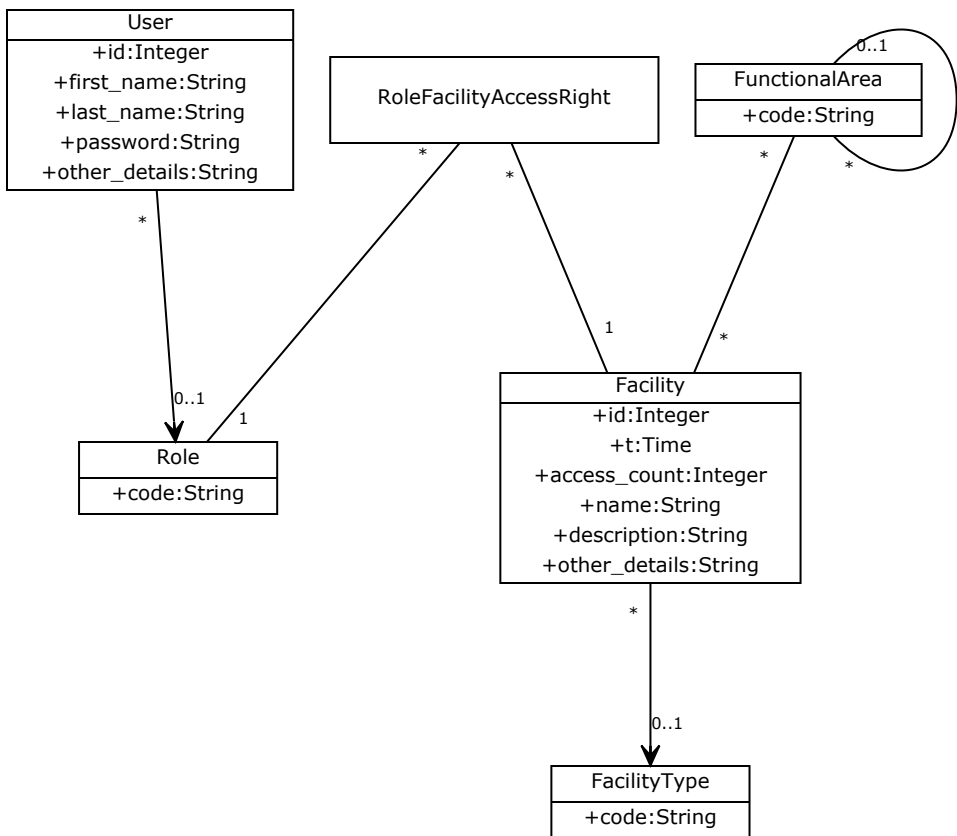 User
+id:Integer
+first_name:String
+last_name:String
+password:String
+other_details:String
RoleFacilityAccessRight
FunctionalArea
+code:String
0..1
*
*
*
*
*
0..1
1
1
*
Role
+code:String
Facility
+id:Integer
+t:Time
+access_count:Integer
+name:String
+description:String
+other_details:String
*
0..1
FacilityType
+code:String